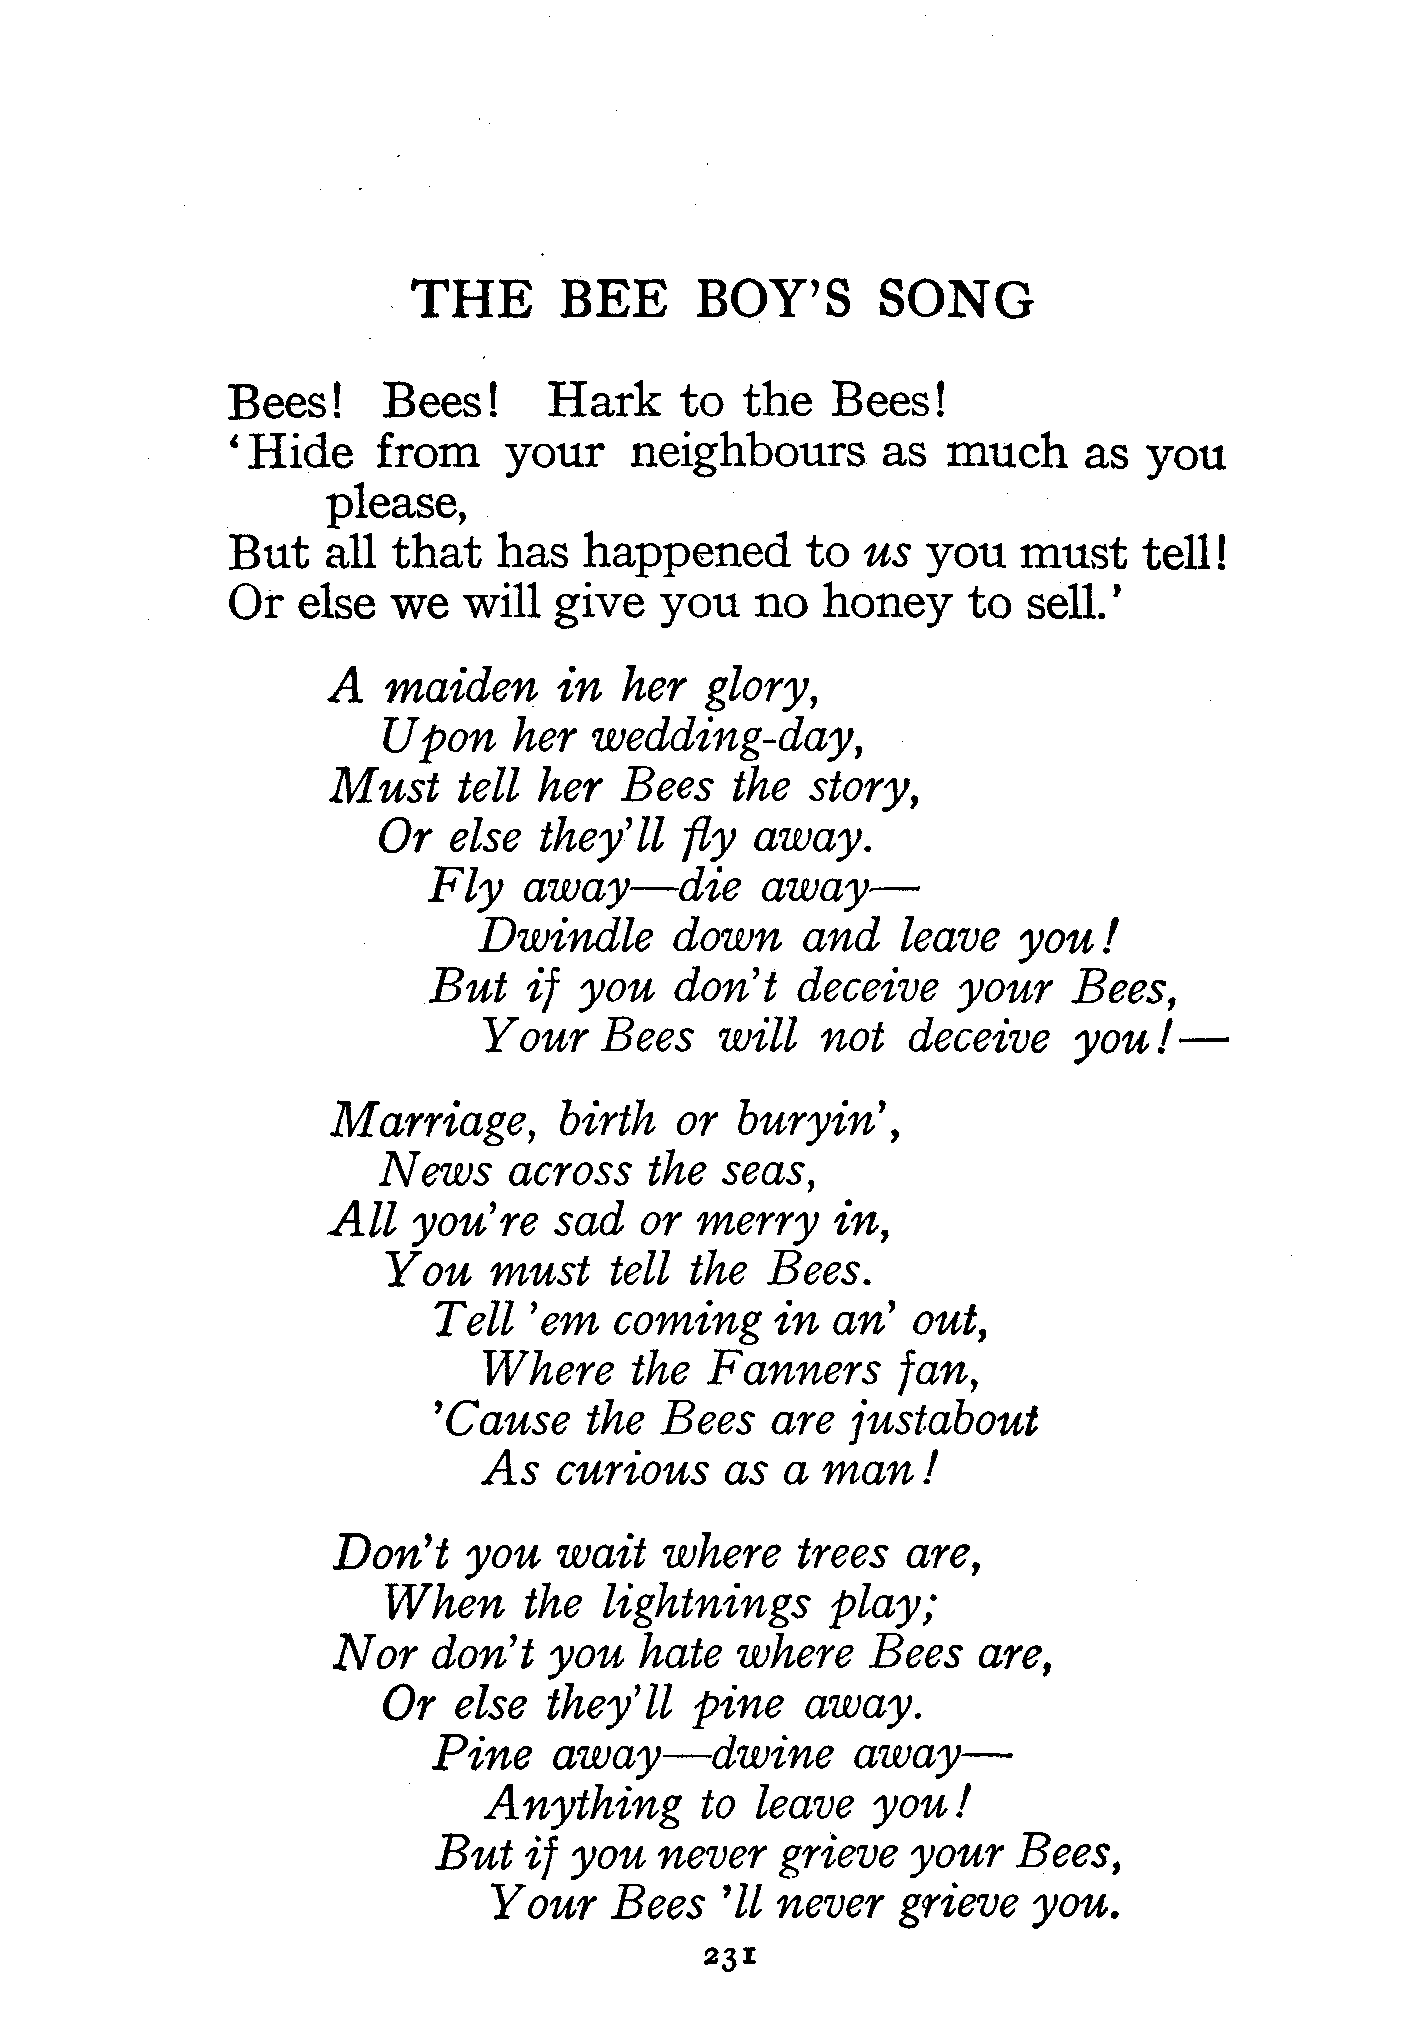 THE BEE BOY'S SONG
Bees! Bees! Hark to the Bees!
‘Hide from your neighbours as much as you
please,
But all that has happened to us you must tell!
Or else we will give you no honey to sell.’
A maiden in her glory,
Upon her wedding-day,
Must tell her Bees the story,
Or else they'll fly away.
Fly away—die away—
Dwindle down and leave you!
But if you don't deceive your Bees,
Your Bees will not deceive you!—
Marriage, birth or buryin',
News across the seas,
All you're sad or merry in,
You must tell the Bees.
Tell 'em coming in an' out,
Where the Fanners fan,
'Cause the Bees are justabout
As curious as a man!
Don't you wait where trees are,
When the lightnings play;
Nor don't you hate where Bees are,
Or else they'll pine away.
Pine away—dwine away—
Anything to leave you!
But if you never grieve your Bees,
Your Bees 'll never grieve you.
231